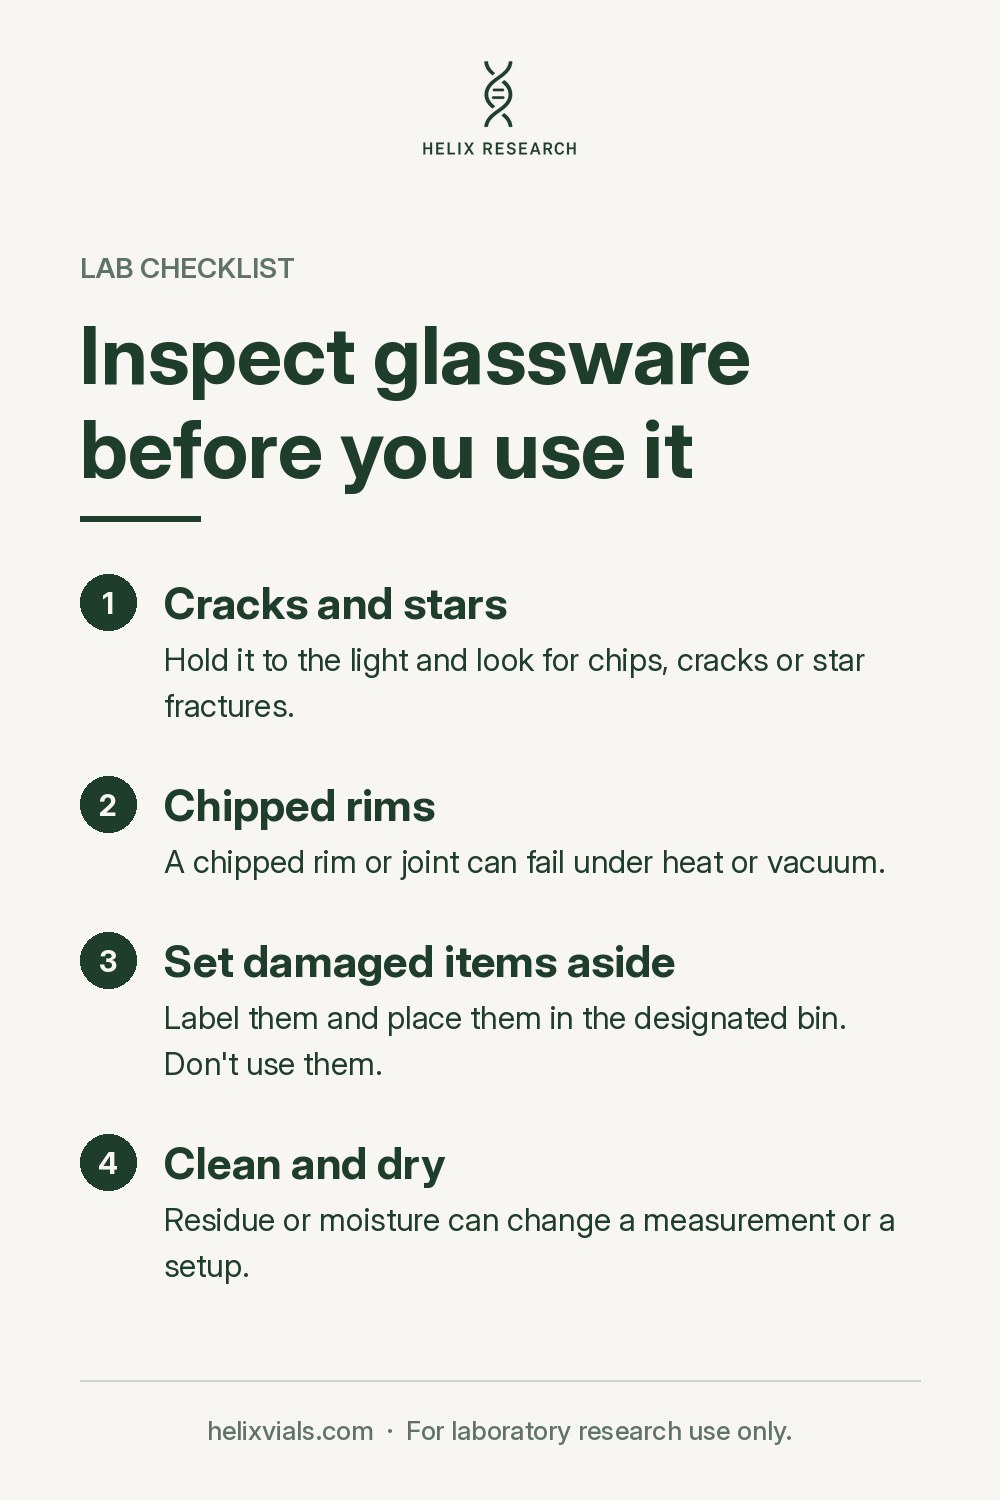 HELIX RESEARCH
LAB CHECKLIST
Inspect glassware
before you use it
1
Cracks and stars
Hold it to the light and look for chips, cracks or star
fractures.
2
Chipped rims
A chipped rim or joint can fail under heat or vacuum.
3
Set damaged items aside
Label them and place them in the designated bin.
Don't use them.
4
Clean and dry
Residue or moisture can change a measurement or a
setup.
helixvials.com · For laboratory research use only.